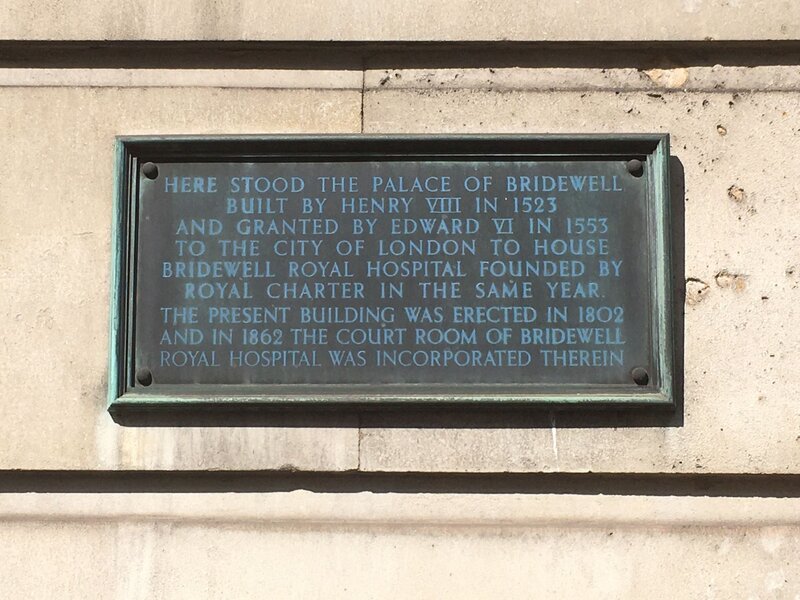 HERE STOOD THE PALACE OF BRIDEWELL
BUILT BY HENRY VIII IN 1523
AND GRANTED BY EDWARD VI IN 1553
TO THE CITY OF LONDON TO HOUSE
BRIDEWELL ROYAL HOSPITAL FOUNDED BY
ROYAL CHARTER IN THE SAME YEAR.
THE PRESENT BUILDING WAS ERECTED IN 1802
AND IN 1862 THE COURT ROOM OF BRIDEWELL
ROYAL HOSPITAL WAS INCORPORATED THEREIN